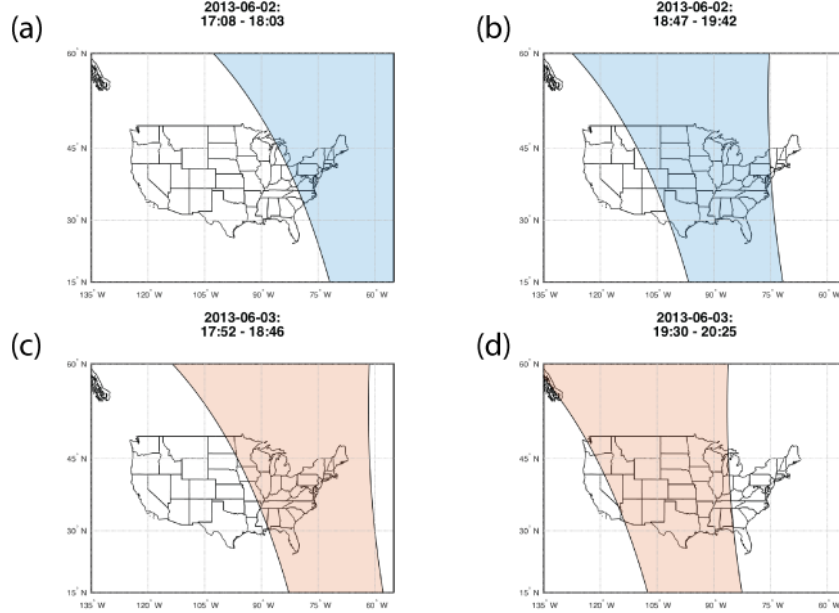 (a)
2013-06-02:
17:08 - 18:03
60° N
45° N
30° N
15° N
135° W
120° W
105° W
90° W
75° W
60° W
(b)
2013-06-02:
18:47 - 19:42
60° N
45° N
30° N
15° N
135° W
120° W
105° W
90° W
75° W
60° W
(c)
2013-06-03:
17:52 - 18:46
60° N
45° N
30° N
15° N
135° W
120° W
105° W
90° W
75° W
60° W
(d)
2013-06-03:
19:30 - 20:25
60° N
45° N
30° N
15° N
135° W
120° W
105° W
90° W
75° W
60° W